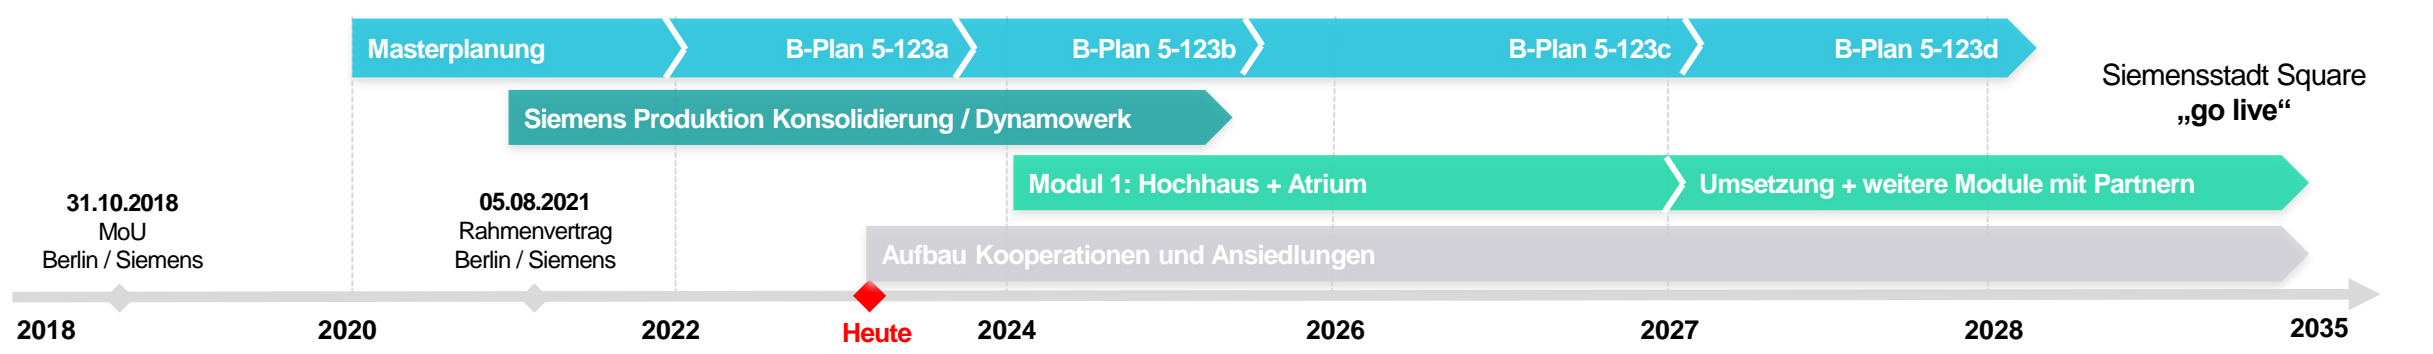 Masterplanung
B-Plan 5-123a
B-Plan 5-123b
B-Plan 5-123c
B-Plan 5-123d
Siemensstadt Square
„go live“
Siemens Produktion Konsolidierung / Dynamowerk
Modul 1: Hochhaus + Atrium
Umsetzung + weitere Module mit Partnern
31.10.2018
MoU
Berlin / Siemens
05.08.2021
Rahmenvertrag
Berlin / Siemens
Aufbau Kooperationen und Ansiedlungen
2018
2020
2022
Heute
2024
2026
2027
2028
2035